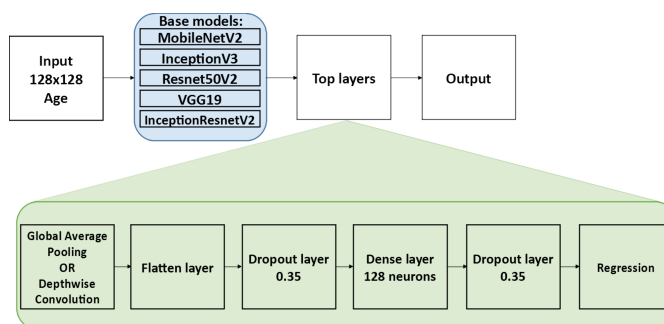 Input
128x128
Age
Base models:
MobileNetV2
InceptionV3
Resnet50V2
VGG19
InceptionResnetV2
Top layers
Output
Global Average
Pooling
OR
Depthwise
Convolution
Flatten layer
Dropout layer
0.35
Dense layer
128 neurons
Dropout layer
0.35
Regression